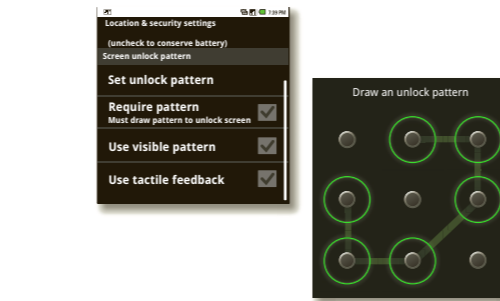 7:59 PM
Location & security settings
(uncheck to conserve battery)
Screen unlock pattern
Set unlock pattern
Require pattern
Must draw pattern to unlock screen
Use visible pattern
Use tactile feedback
Draw an unlock pattern